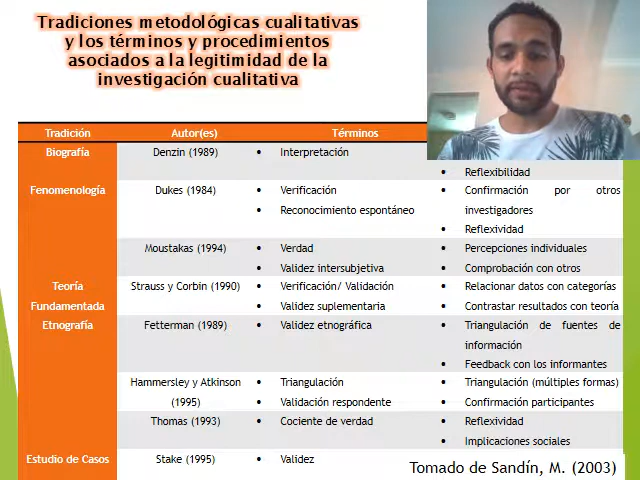 Tradiciones metodológicas cualitativas
y los términos y procedimientos
asociados a la legitimidad de la
investigación cualitativa
Tradición Autor(es) Términos
Biografía Denzin (1989) • Interpretación
• Reflexibilidad
Fenomenología Dukes (1984) • Verificación • Confirmación por otros
• Reconocimiento espontáneo investigadores
• Reflexividad
Moustakas (1994) • Verdad • Percepciones individuales
• Validez intersubjetiva • Comprobación con otros
Teoría Strauss y Corbin (1990) • Verificación/ Validación • Relacionar datos con categorías
Fundamentada • Validez suplementaria • Contrastar resultados con teoría
Etnografía Fetterman (1989) • Validez etnográfica • Triangulación de fuentes de
información
• Feedback con los informantes
Hammersley y Atkinson • Triangulación • Triangulación (múltiples formas)
(1995) • Validación respondente • Confirmación participantes
Thomas (1993) • Cociente de verdad • Reflexividad
• Implicaciones sociales
Estudio de Casos Stake (1995) • Validez
Tomado de Sandín, M. (2003)